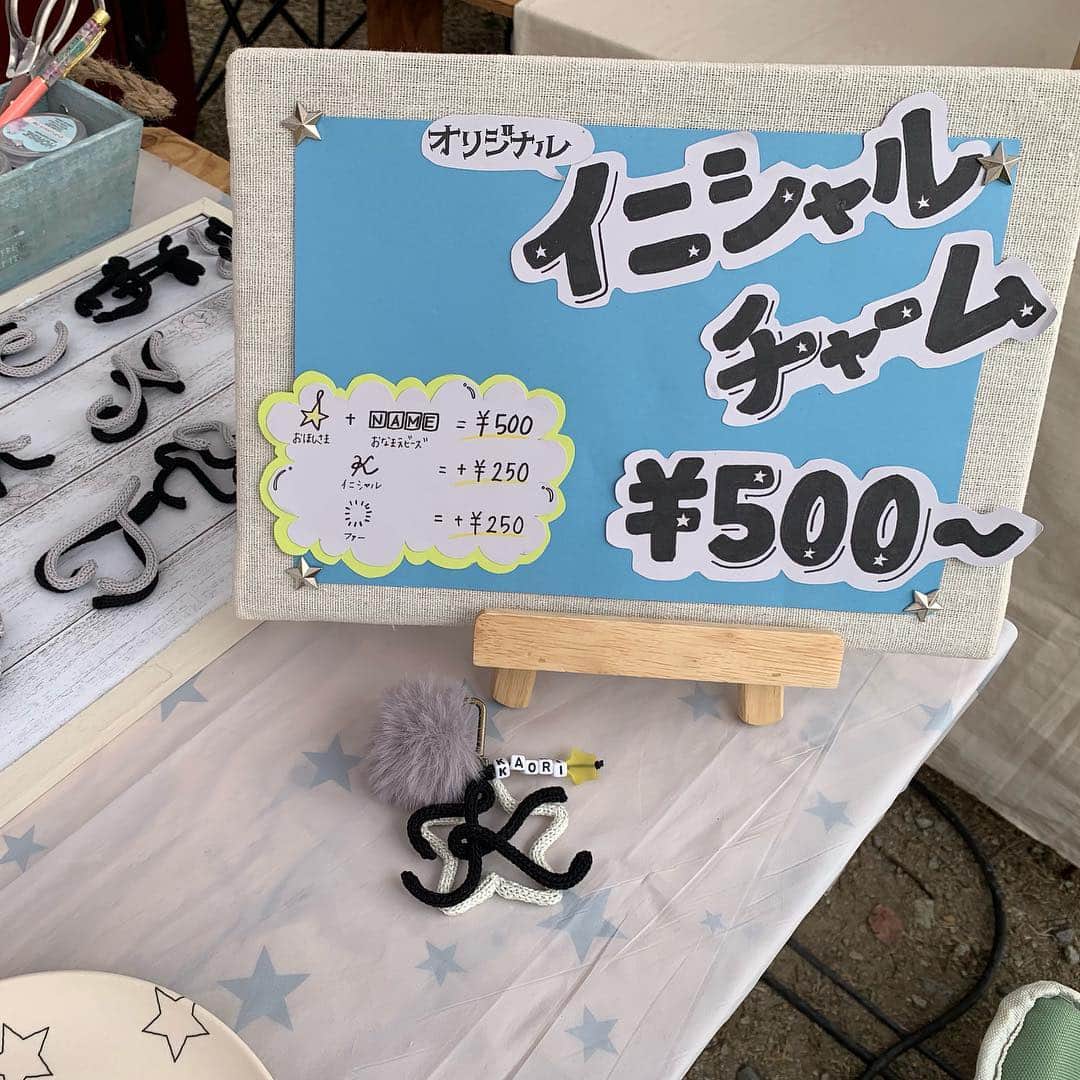 オリジナル
イニシャル
チャーム
¥500〜
+ NAME = ¥500
おほしさま おなまえビーズ
K = +¥250
イニシャル
= +¥250
ファー
KAORI
K